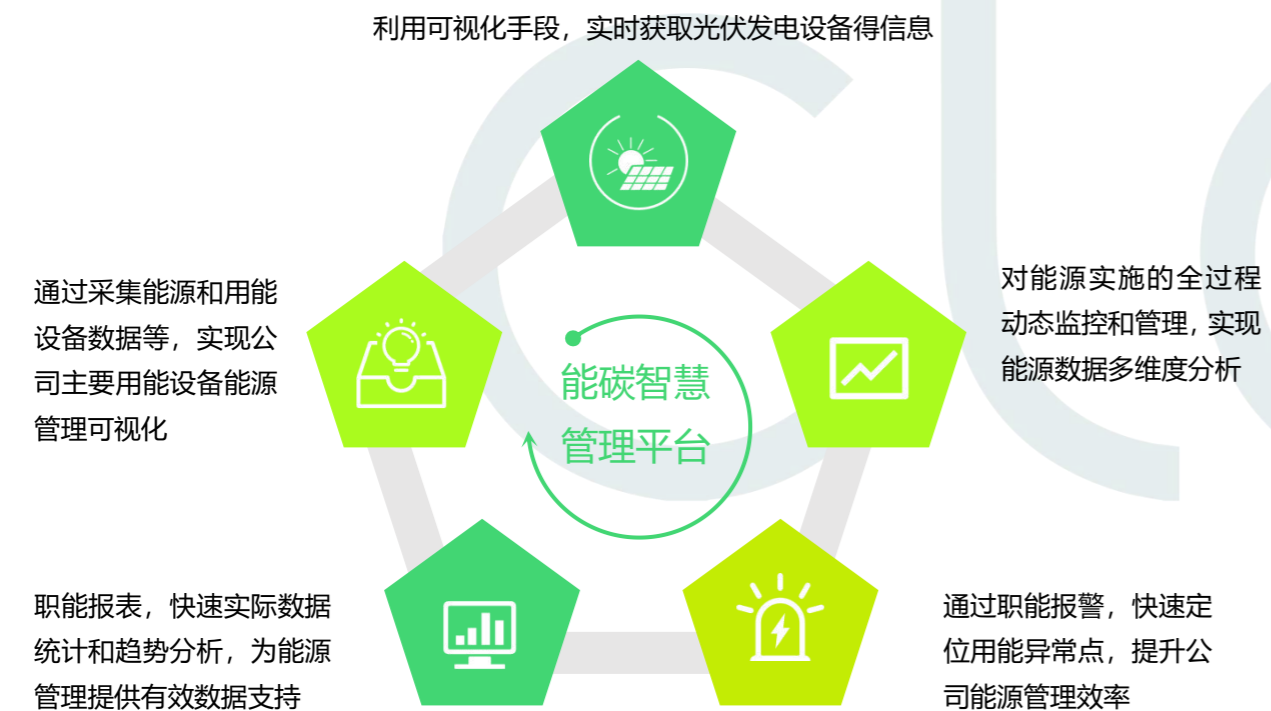 利用可视化手段，实时获取光伏发电设备得信息
通过采集能源和用能
设备数据等，实现公
司主要用能设备能源
管理可视化
对能源实施的全过程
动态监控和管理，实现
能源数据多维度分析
能碳智慧
管理平台
职能报表，快速实际数据
统计和趋势分析，为能源
管理提供有效数据支持
通过职能报警，快速定
位用能异常点，提升公
司能源管理效率